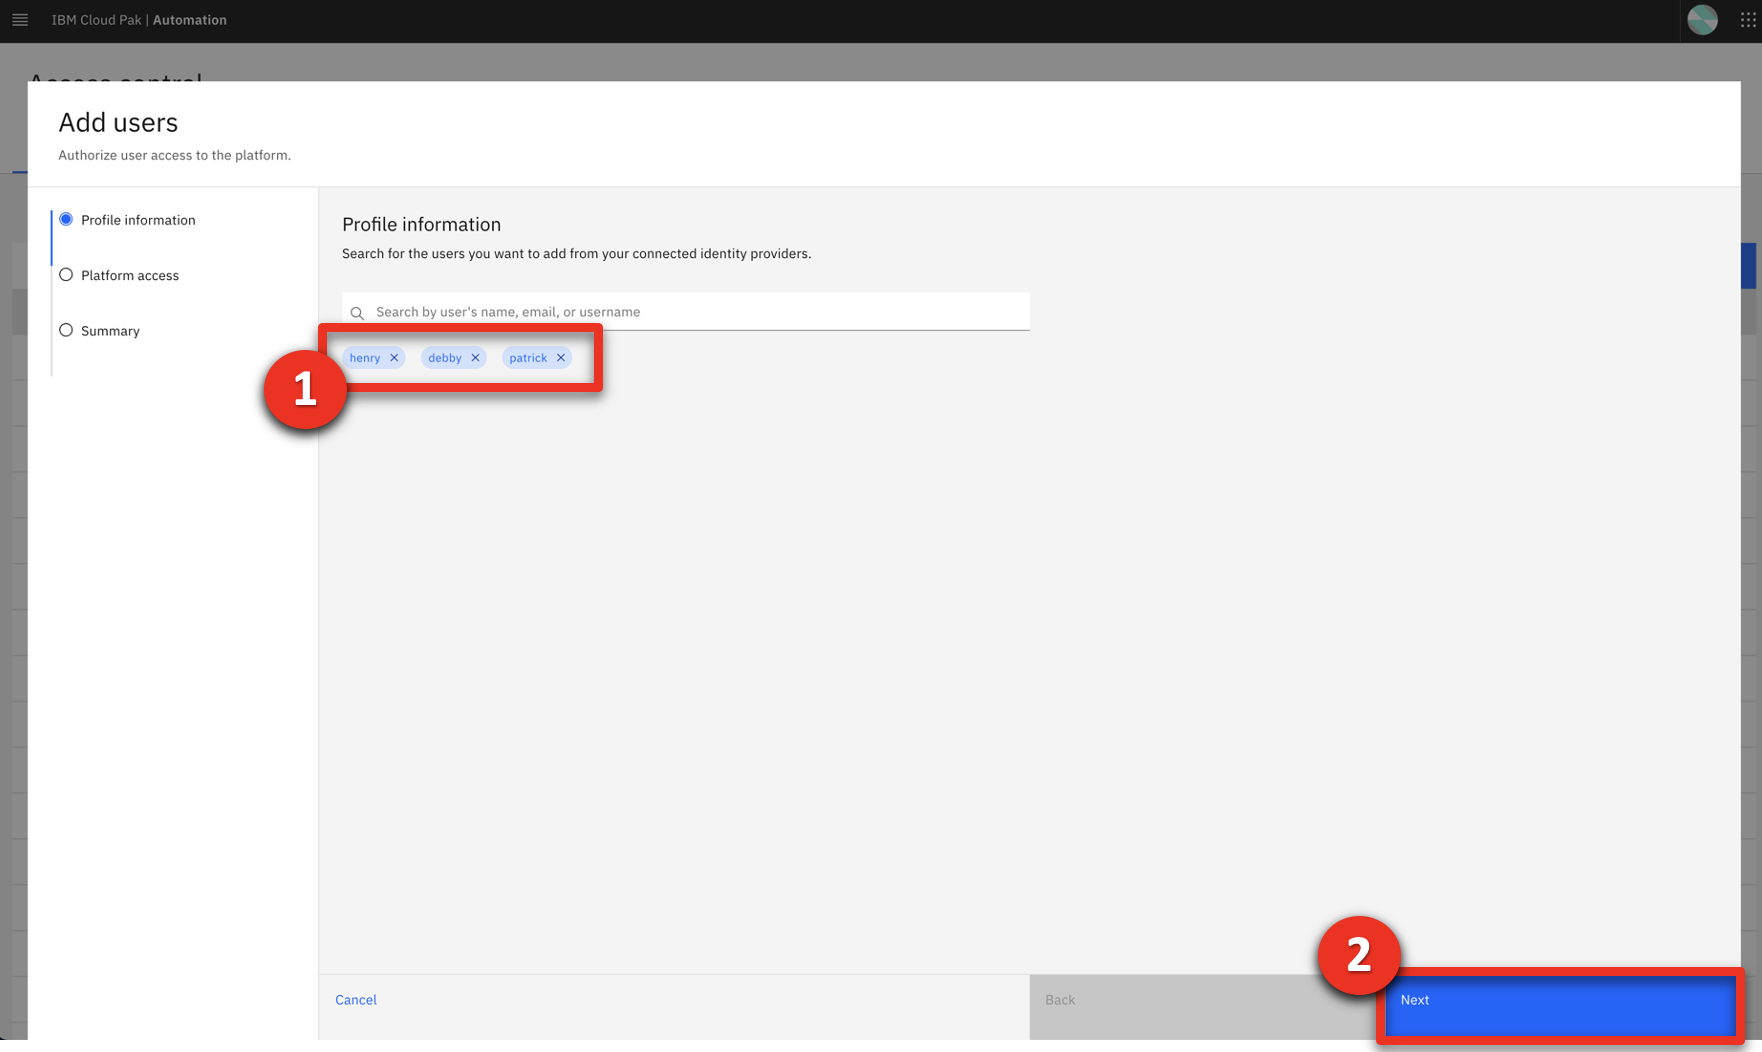 IBM Cloud Pak | Automation
Access control
Add users
Authorize user access to the platform.
Profile information
Platform access
Summary
Profile information
Search for the users you want to add from your connected identity providers.
Search by user's name, email, or username
henry
debby
patrick
1
2
Cancel
Back
Next